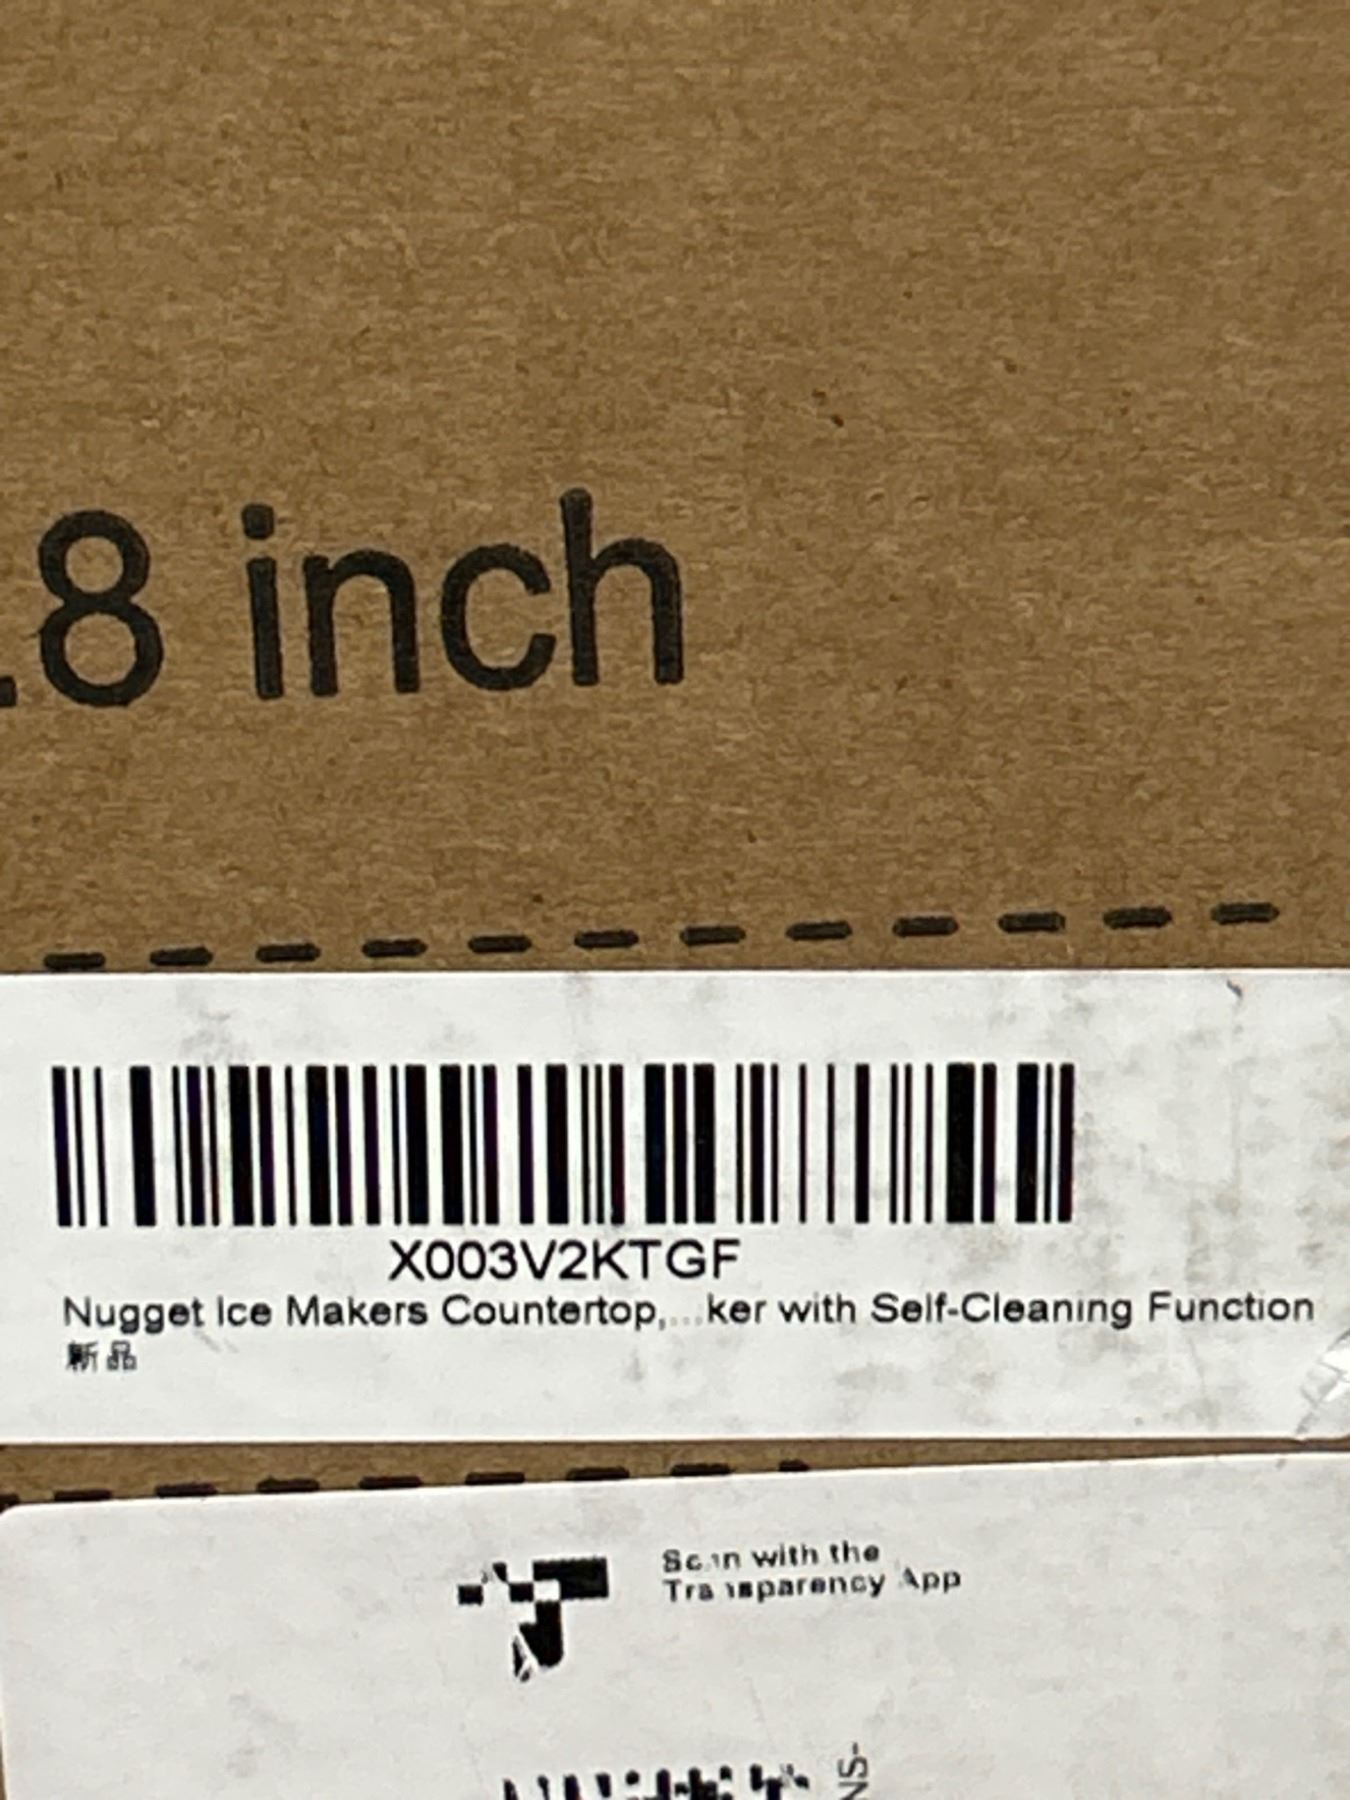 .8 inch
X003V2KTGF
Nugget Ice Makers Countertop,...ker with Self-Cleaning Function
新品
Scan with the
Transparency App
NS-